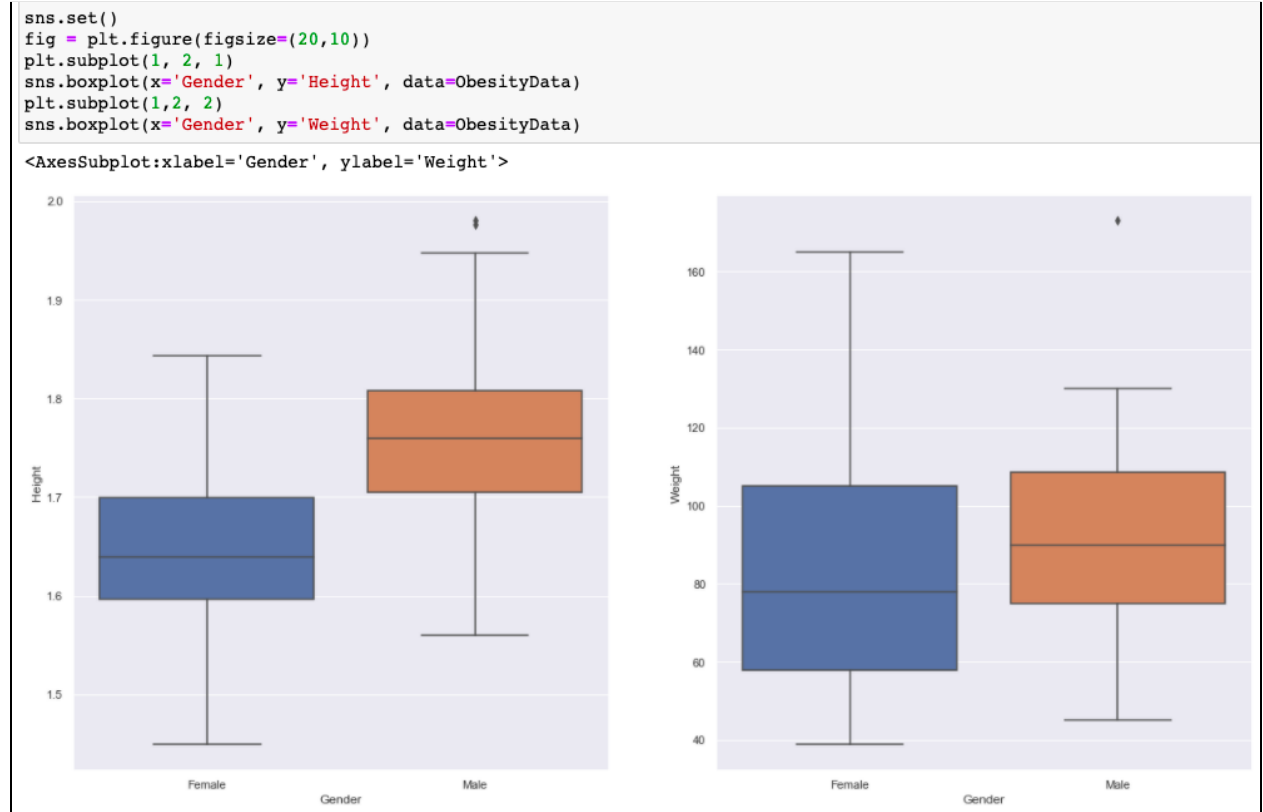 sns.set()
fig = plt.figure(figsize=(20,10))
plt.subplot(1, 2, 1)
sns.boxplot(x='Gender', y='Height', data=ObesityData)
plt.subplot(1,2, 2)
sns.boxplot(x='Gender', y='Weight', data=ObesityData)
<AxesSubplot:xlabel='Gender', ylabel='Weight'>
2.0
1.9
1.8
1.7
1.6
1.5
Height
Female Male
Gender
160
140
120
100
80
60
40
Weight
Female Male
Gender